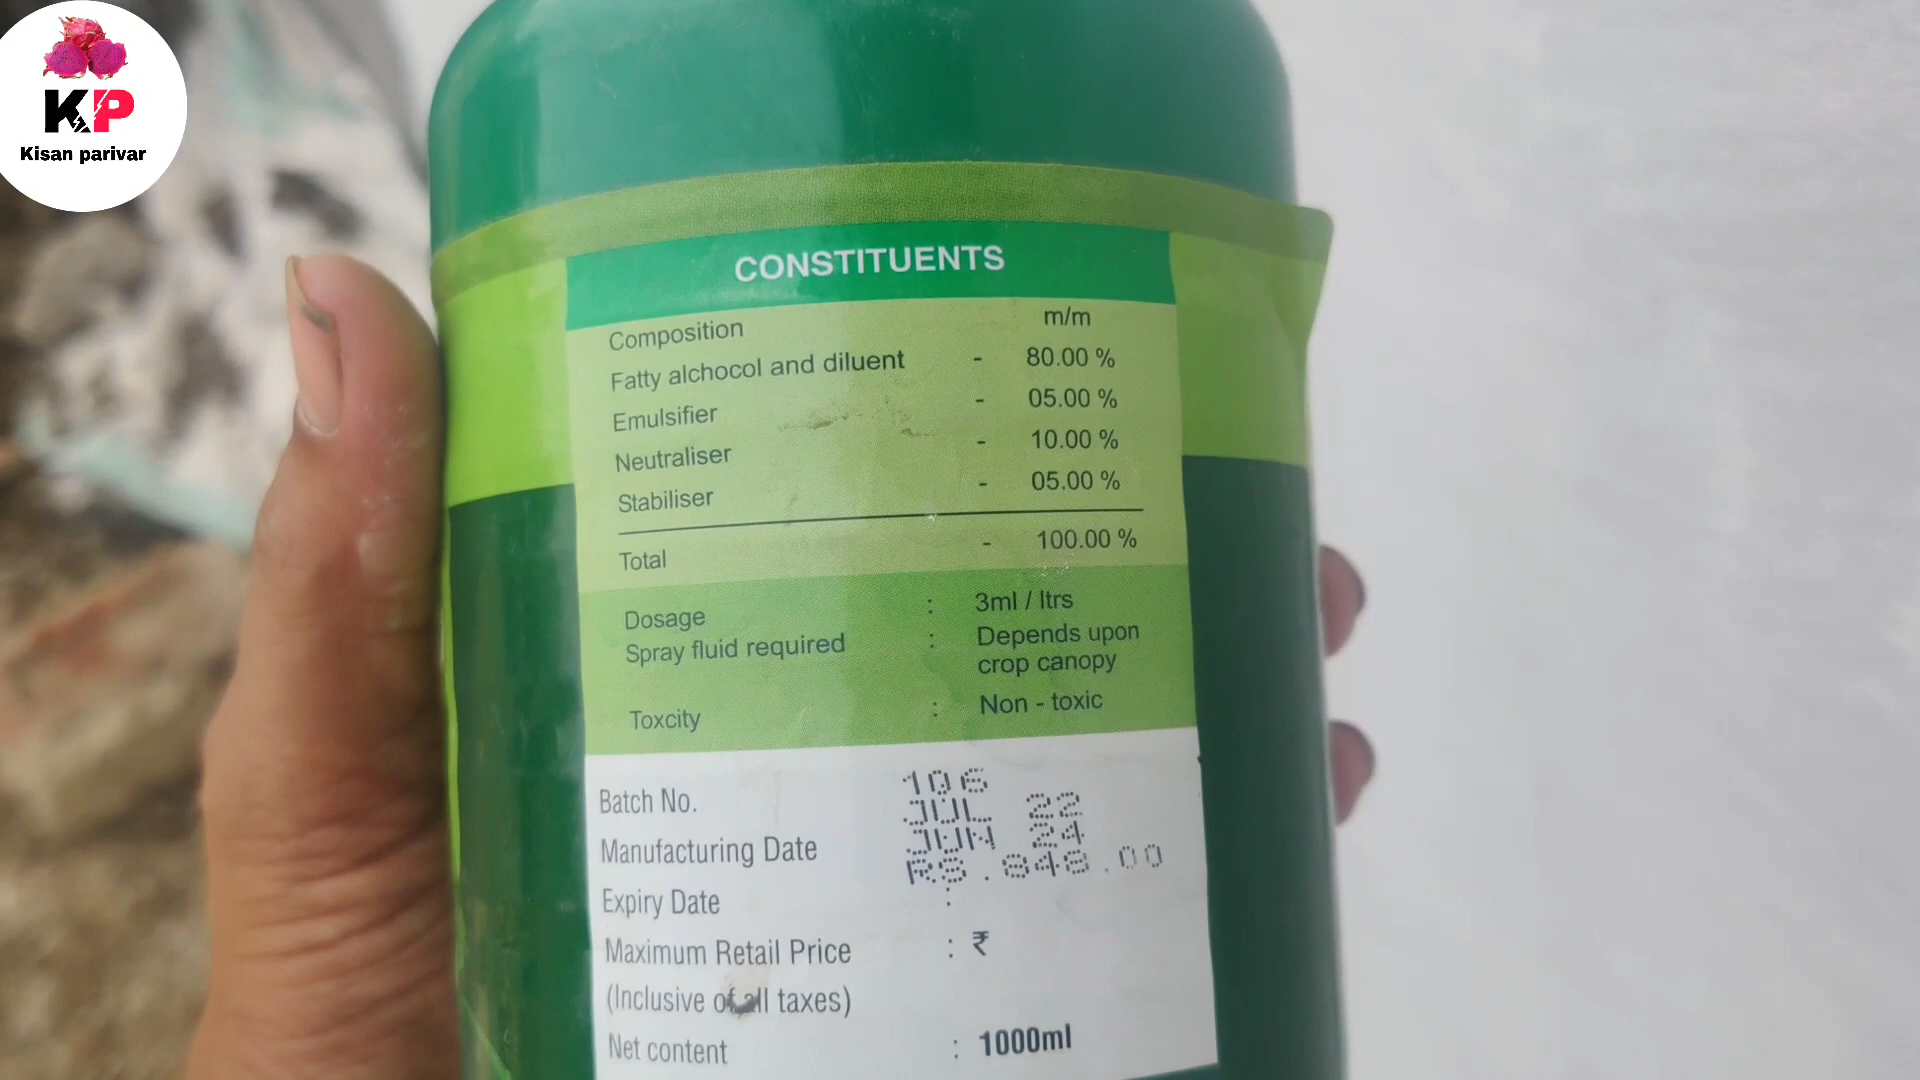 KP
Kisan parivar
CONSTITUENTS
Composition m/m
Fatty alchocol and diluent - 80.00 %
Emulsifier - 05.00 %
Neutraliser - 10.00 %
Stabiliser - 05.00 %
Total - 100.00 %
Dosage : 3ml / ltrs
Spray fluid required : Depends upon
crop canopy
Toxcity : Non - toxic
Batch No. 106
Manufacturing Date JUL 22
Expiry Date : JUN 24
Maximum Retail Price : ₹ RS.848.00
(Inclusive of all taxes)
Net content : 1000ml